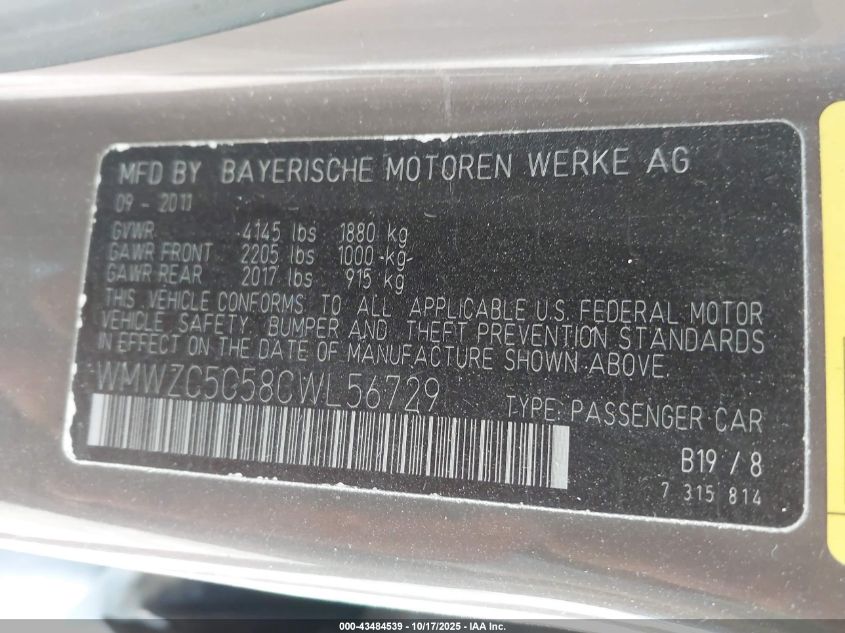 MFD BY BAYERISCHE MOTOREN WERKE AG
09 - 2011
GVWR 4145 lbs 1880 kg
GAWR FRONT 2205 lbs 1000 kg
GAWR REAR 2017 lbs 915 kg
THIS VEHICLE CONFORMS TO ALL APPLICABLE U.S. FEDERAL MOTOR
VEHICLE SAFETY, BUMPER AND THEFT PREVENTION STANDARDS
IN EFFECT ON THE DATE OF MANUFACTURE SHOWN ABOVE.
WMWZC5C58CWL56729 TYPE: PASSENGER CAR
B19 / 8
7 315 814
000-43484539 - 10/17/2025 - IAA Inc.